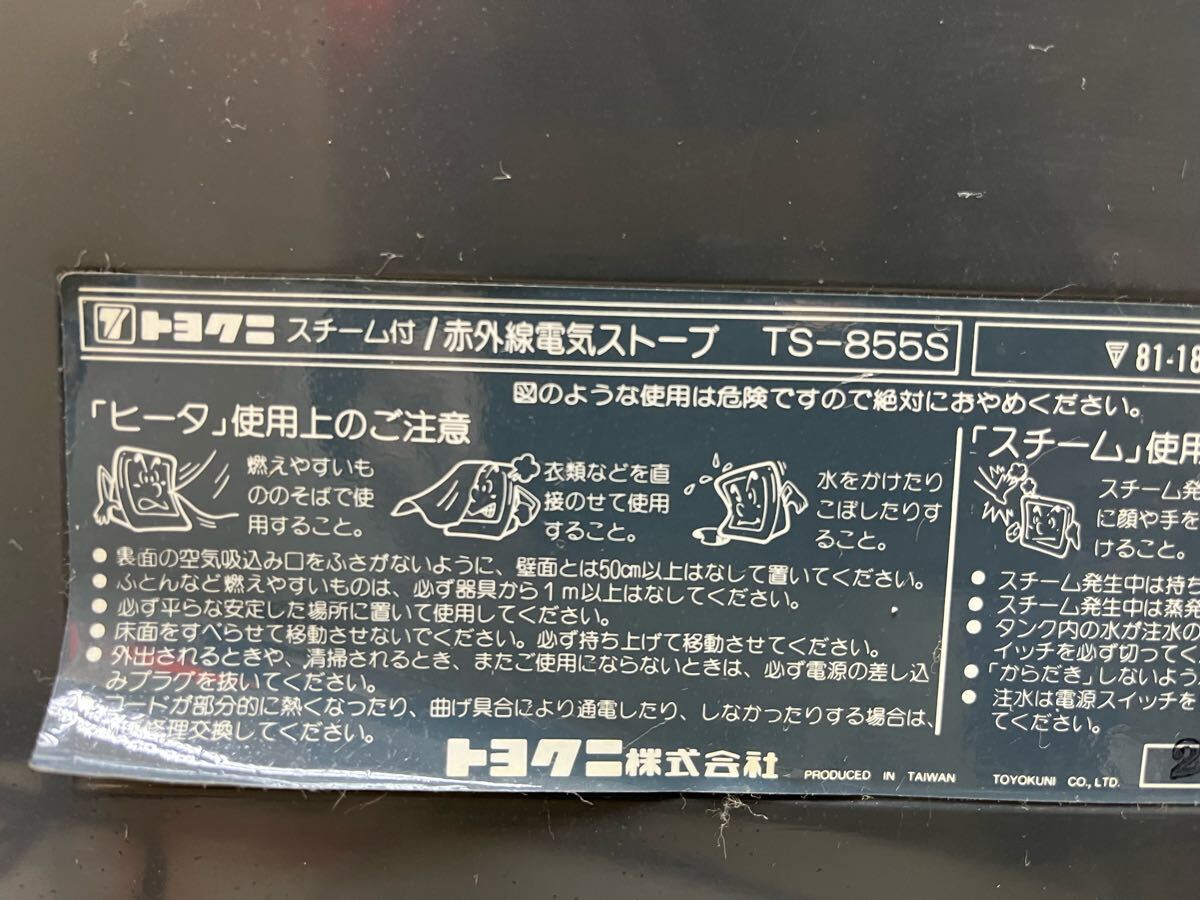 トヨクニ スチーム付/赤外線電気ストーブ TS-855S
▽81-18
図のような使用は危険ですので絶対におやめください。
「ヒータ」使用上のご注意
燃えやすいも
ののそばで使
用すること。
衣類などを直
接のせて使用
すること。
水をかけたり
こぼしたりす
ること。
● 裏面の空気吸込み口をふさがないように、壁面とは50cm以上はなして置いてください。
● ふとんなど燃えやすいものは、必ず器具から1m以上はなしてください。
● 必ず平らな安定した場所に置いて使用してください。
● 床面をすべらせて移動させないでください。必ず持ち上げて移動させてください。
● 外出されるときや、清掃されるとき、またご使用にならないときは、必ず電源の差し込
みプラグを抜いてください。
コードが部分的に熱くなったり、曲げ具合により通電したり、しなかったりする場合は、
修理交換してください。
「スチーム」使用
スチーム発
に顔や手を
けること。
● スチーム発生中は持ち
● スチーム発生中は蒸発
● タンク内の水が注水の
イッチを必ず切ってく
● 「からだき」しないよう
● 注水は電源スイッチを
てください。
トヨクニ株式会社 PRODUCED IN TAIWAN TOYOKUNI CO., LTD. 2